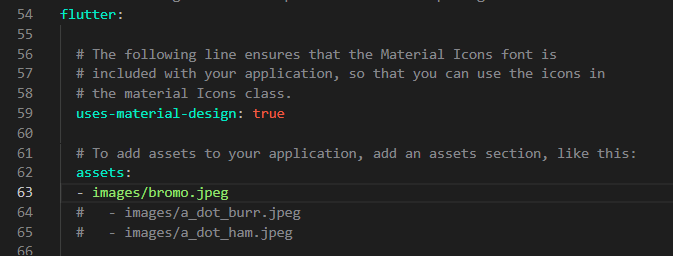 54 flutter:
55
56 # The following line ensures that the Material Icons font is
57 # included with your application, so that you can use the icons in
58 # the material Icons class.
59 uses-material-design: true
60
61 # To add assets to your application, add an assets section, like this:
62 assets:
63 - images/bromo.jpeg
64 #   - images/a_dot_burr.jpeg
65 #   - images/a_dot_ham.jpeg
66